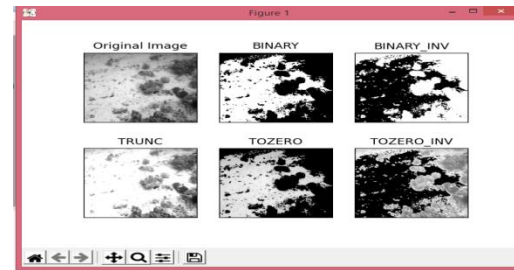 Figure 1
Original Image BINARY BINARY_INV
TRUNC TOZERO TOZERO_INV